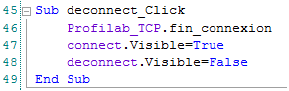 45 Sub deconnect_Click
46 Profilab_TCP.fin_connexion
47 connect.Visible=True
48 deconnect.Visible=False
49 End Sub